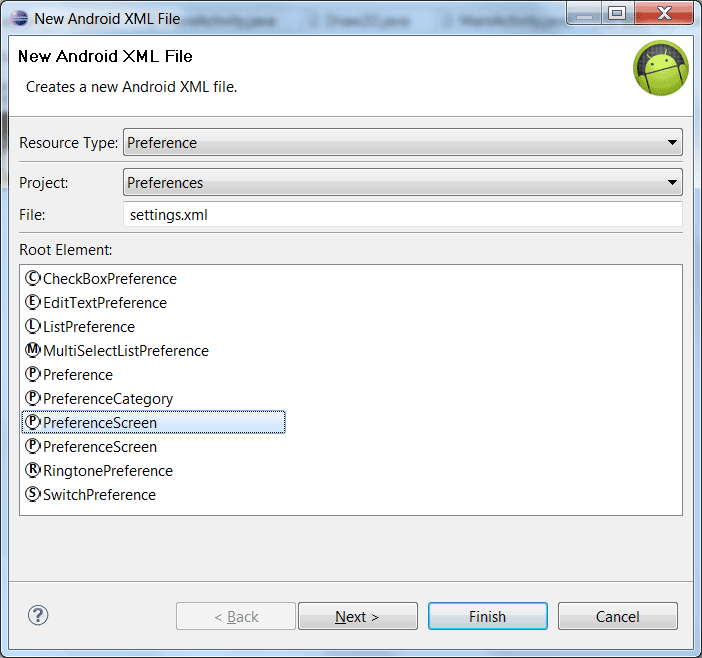 New Android XML File
New Android XML File
Creates a new Android XML file.
Resource Type: Preference
Project: Preferences
File: settings.xml
Root Element:
C CheckBoxPreference
E EditTextPreference
L ListPreference
M MultiSelectListPreference
P Preference
P PreferenceCategory
P PreferenceScreen
P PreferenceScreen
R RingtonePreference
S SwitchPreference
? < Back Next > Finish Cancel